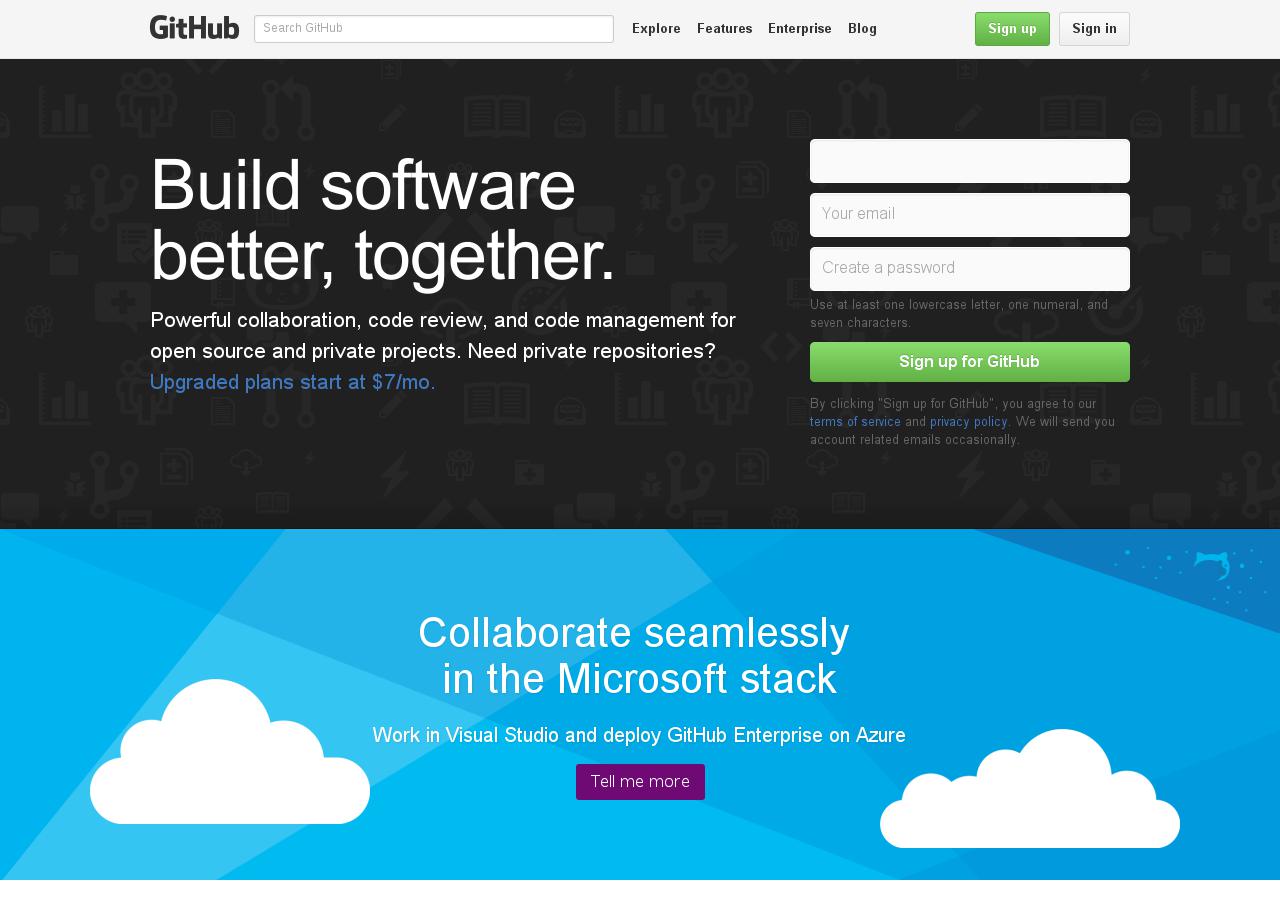 GitHub
Search GitHub
Explore Features Enterprise Blog
Sign up
Sign in
Build software
better, together.
Powerful collaboration, code review, and code management for
open source and private projects. Need private repositories?
Upgraded plans start at $7/mo.
Your email
Create a password
Use at least one lowercase letter, one numeral, and
seven characters.
Sign up for GitHub
By clicking "Sign up for GitHub", you agree to our
terms of service and privacy policy. We will send you
account related emails occasionally.
Collaborate seamlessly
in the Microsoft stack
Work in Visual Studio and deploy GitHub Enterprise on Azure
Tell me more